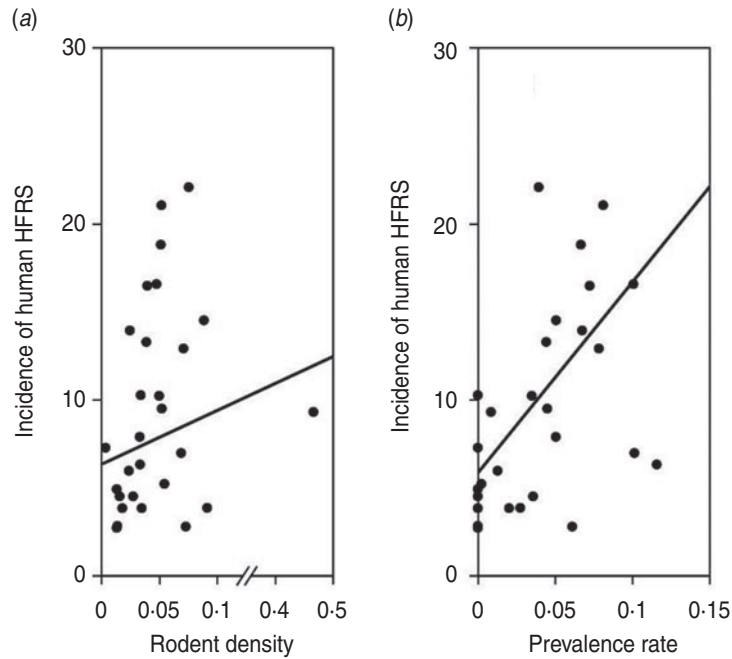 (a)
30
20
10
0
Incidence of human HFRS
0 0·05 0·1 0·4 0·5
Rodent density
(b)
30
20
10
0
Incidence of human HFRS
0 0·05 0·1 0·15
Prevalence rate